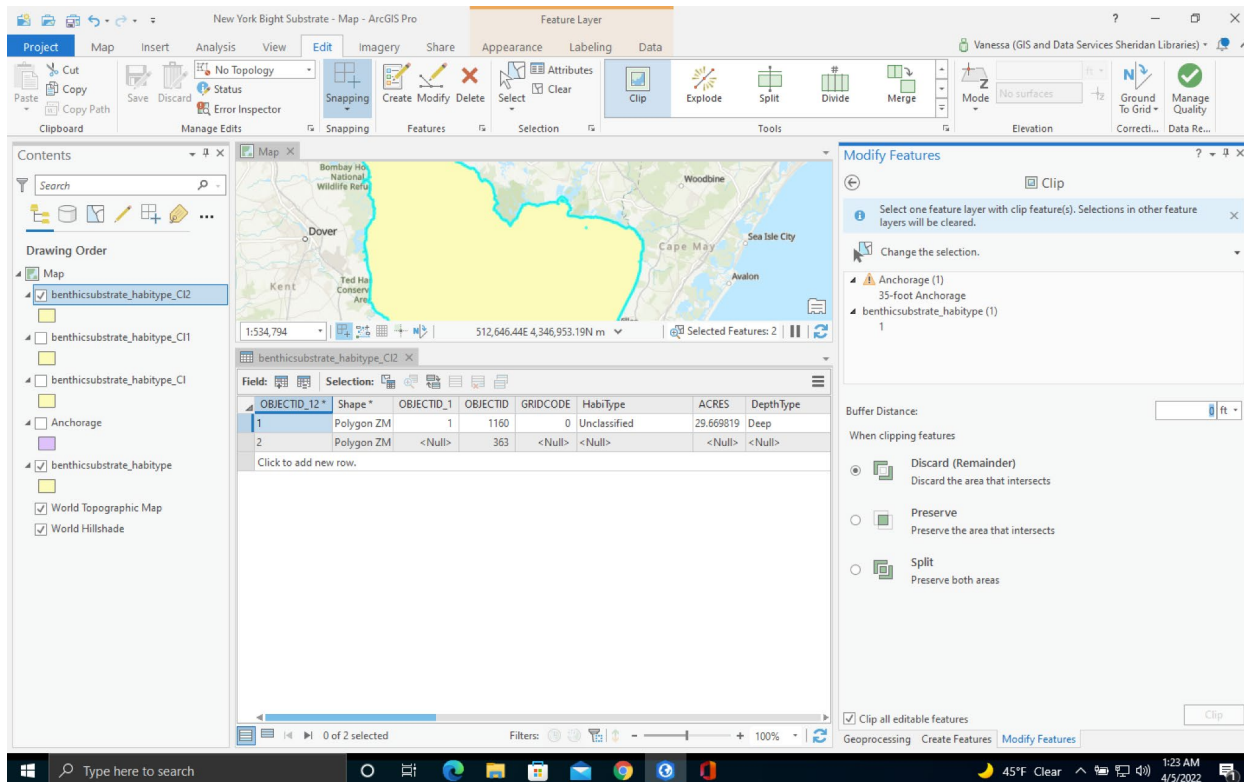 New York Bight Substrate - Map - ArcGIS Pro
Feature Layer
?
Project Map Insert Analysis View Edit Imagery Share Appearance Labeling Data
Vanessa (GIS and Data Services Sheridan Libraries)
Paste
Cut
Copy
Copy Path
Clipboard
Save Discard
No Topology
Status
Error Inspector
Manage Edits
Snapping
Snapping
Create Modify Delete
Features
Select
Attributes
Clear
Selection
Clip Explode Split Divide Merge
Tools
Mode
No surfaces
ft
Elevation
Ground To Grid
Correcti...
Manage Quality
Data Re...
Contents
Search
Drawing Order
Map
benthicsubstrate_habitype_Cl2
benthicsubstrate_habitype_Cl1
benthicsubstrate_habitype_Cl
Anchorage
benthicsubstrate_habitype
World Topographic Map
World Hillshade
Map
Bombay Ho
National
Wildlife Refu
Dover
Kent
Ted Ha
Conserv
Are
Woodbine
Cape May
Sea Isle City
Avalon
1:534,794
512,646.44E 4,346,953.19N m
Selected Features: 2
benthicsubstrate_habitype_Cl2
Field: Selection:
OBJECTID_12 * Shape * OBJECTID_1 OBJECTID GRIDCODE HabiType ACRES DepthType
1 Polygon ZM 1 1160 0 Unclassified 29.669819 Deep
2 Polygon ZM <Null> 363 <Null> <Null> <Null> <Null>
Click to add new row.
0 of 2 selected
Filters:
100%
Modify Features
Clip
Select one feature layer with clip feature(s). Selections in other feature
layers will be cleared.
Change the selection.
Anchorage (1)
35-foot Anchorage
benthicsubstrate_habitype (1)
1
Buffer Distance:
0 ft
When clipping features
Discard (Remainder)
Discard the area that intersects
Preserve
Preserve the area that intersects
Split
Preserve both areas
Clip all editable features
Clip
Geoprocessing Create Features Modify Features
Type here to search
45°F Clear
1:23 AM
4/5/2022